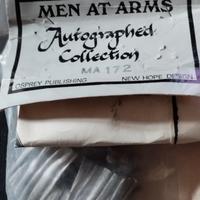 MEN AT ARMS
Autographed
Collection
MA 172
OSPREY PUBLISHING NEW HOPE DESIGN